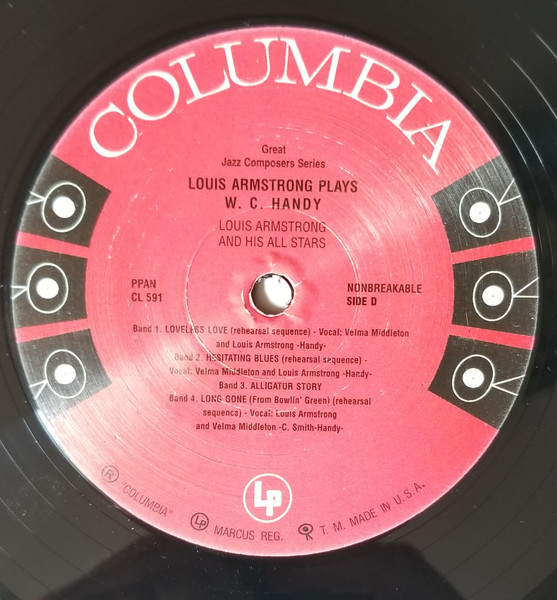 COLUMBIA
Great
Jazz Composers Series
LOUIS ARMSTRONG PLAYS
W. C. HANDY
LOUIS ARMSTRONG
AND HIS ALL STARS
PPAN
CL 591
NONBREAKABLE
SIDE D
Band 1. LOVELESS LOVE (rehearsal sequence) - Vocal: Velma Middleton
and Louis Armstrong -Handy-
Band 2. HESITATING BLUES (rehearsal sequence) -
Vocal: Velma Middleton and Louis Armstrong -Handy-
Band 3. ALLIGATOR STORY
Band 4. LONG GONE (From Bowlin' Green) (rehearsal
sequence) - Vocal: Louis Armstrong
and Velma Middleton -C. Smith-Handy-
LP
® "COLUMBIA" LP MARCUS REG. T. M. MADE IN U.S.A.